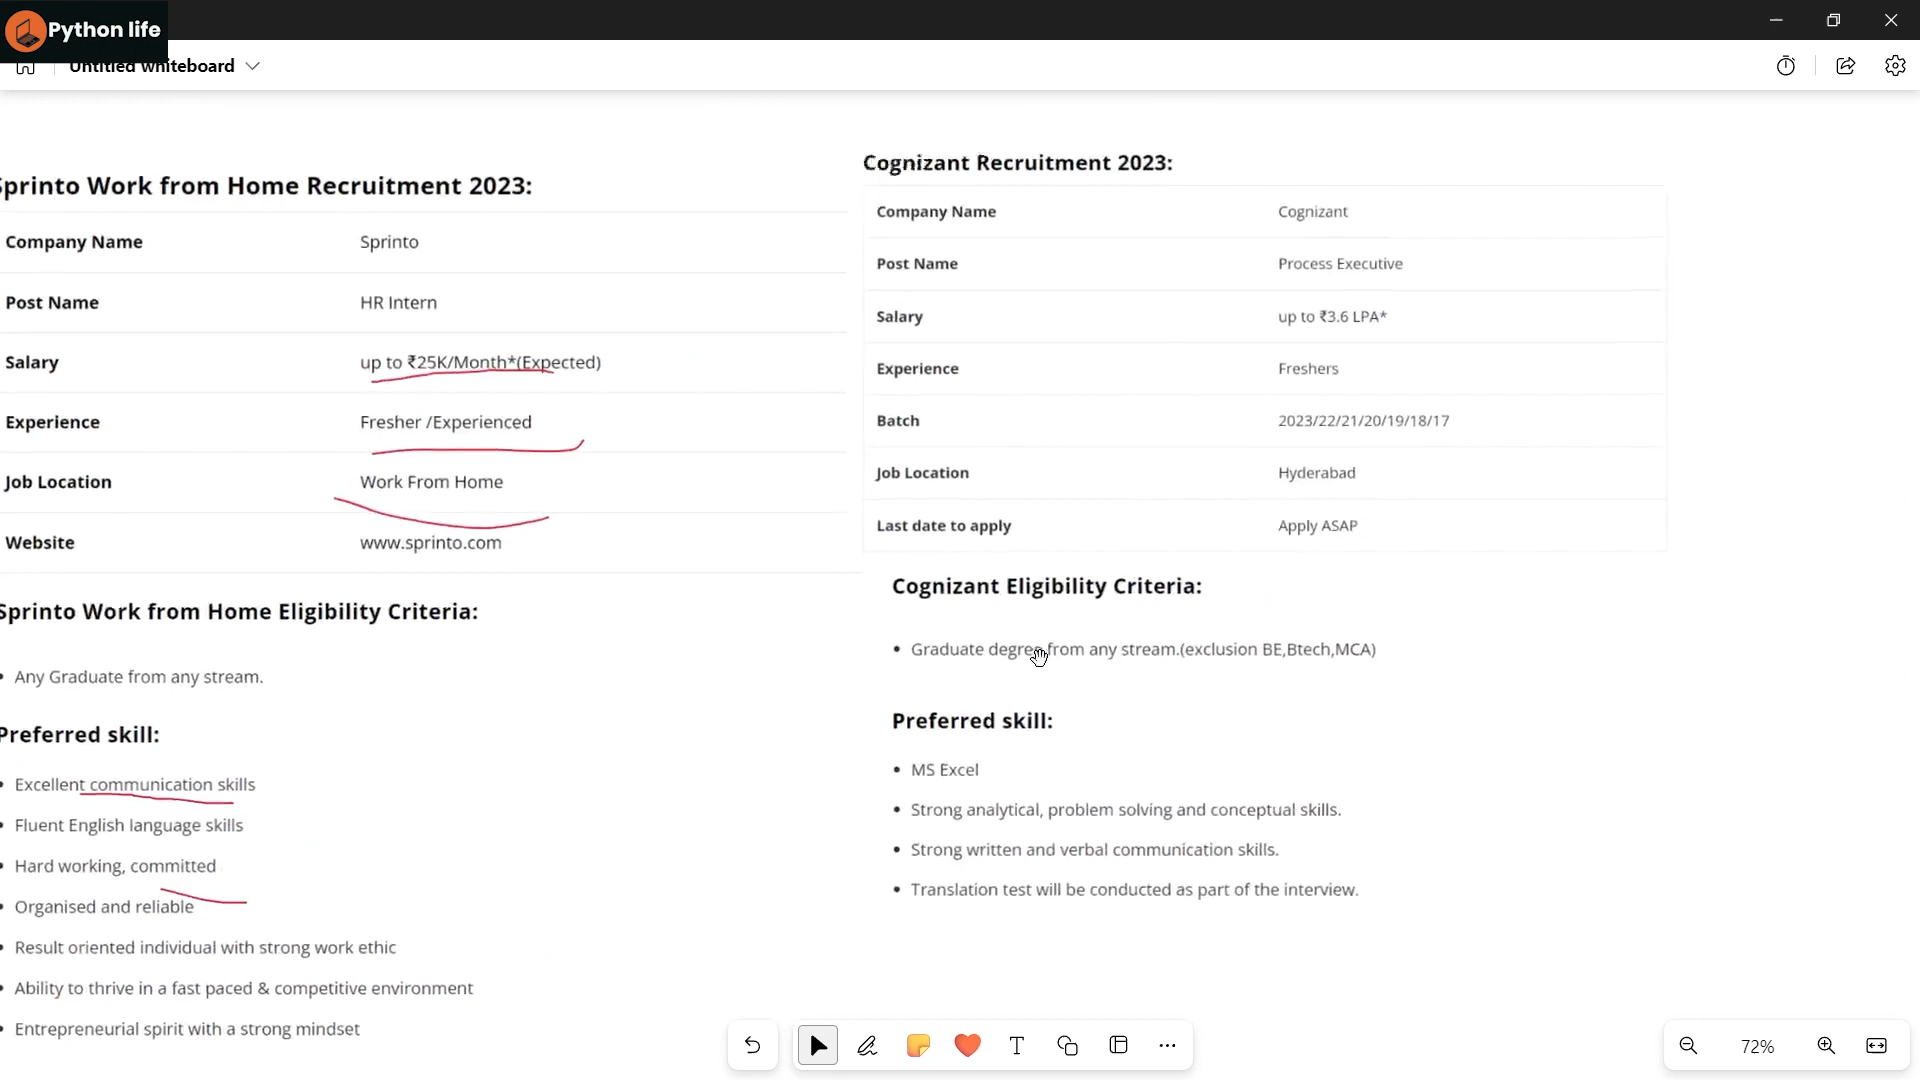 Python life
Untitled whiteboard
Sprinto Work from Home Recruitment 2023:
Company Name Sprinto
Post Name HR Intern
Salary up to ₹25K/Month*(Expected)
Experience Fresher /Experienced
Job Location Work From Home
Website www.sprinto.com
Sprinto Work from Home Eligibility Criteria:
• Any Graduate from any stream.
Preferred skill:
• Excellent communication skills
• Fluent English language skills
• Hard working, committed
• Organised and reliable
• Result oriented individual with strong work ethic
• Ability to thrive in a fast paced & competitive environment
• Entrepreneurial spirit with a strong mindset
Cognizant Recruitment 2023:
Company Name Cognizant
Post Name Process Executive
Salary up to ₹3.6 LPA*
Experience Freshers
Batch 2023/22/21/20/19/18/17
Job Location Hyderabad
Last date to apply Apply ASAP
Cognizant Eligibility Criteria:
• Graduate degree from any stream.(exclusion BE,Btech,MCA)
Preferred skill:
• MS Excel
• Strong analytical, problem solving and conceptual skills.
• Strong written and verbal communication skills.
• Translation test will be conducted as part of the interview.
72%